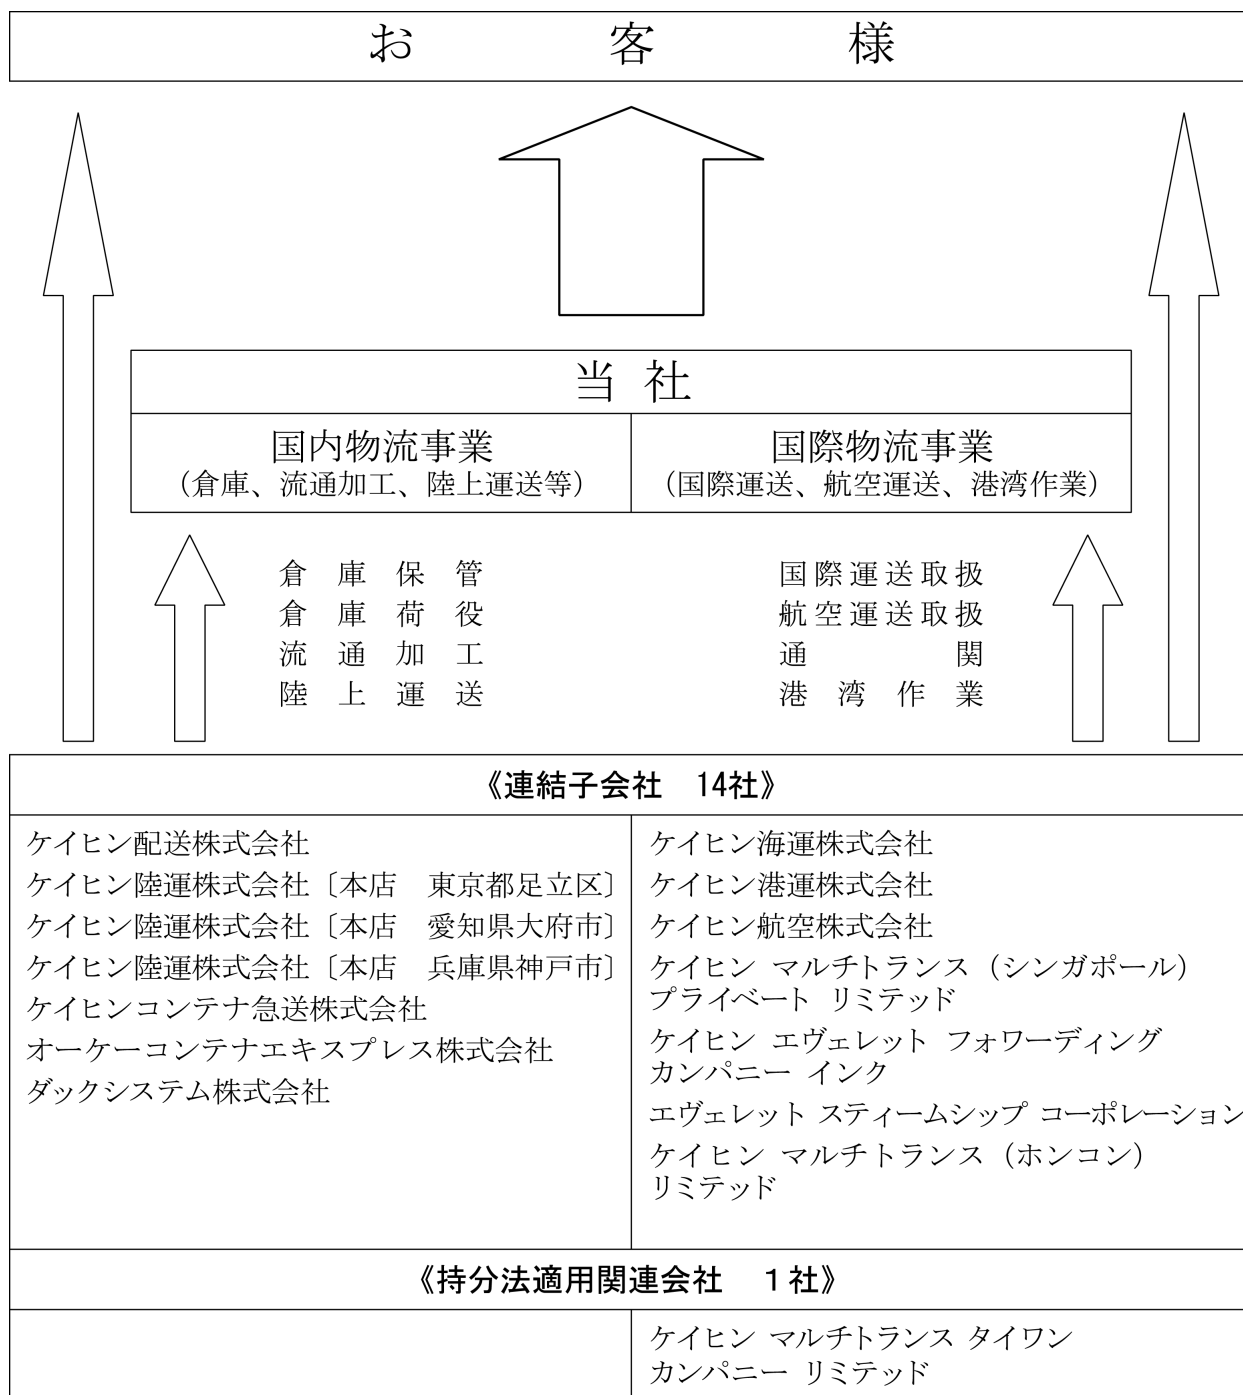 お客様
当社
国内物流事業
（倉庫、流通加工、陸上運送等）
国際物流事業
（国際運送、航空運送、港湾作業）
倉庫保管
倉庫荷役
流通加工
陸上運送
国際運送取扱
航空運送取扱
通関
港湾作業
《連結子会社　14社》
ケイヒン配送株式会社
ケイヒン陸運株式会社〔本店　東京都足立区〕
ケイヒン陸運株式会社〔本店　愛知県大府市〕
ケイヒン陸運株式会社〔本店　兵庫県神戸市〕
ケイヒンコンテナ急送株式会社
オーケーコンテナエキスプレス株式会社
ダックシステム株式会社
ケイヒン海運株式会社
ケイヒン港運株式会社
ケイヒン航空株式会社
ケイヒン マルチトランス（シンガポール）
プライベート リミテッド
ケイヒン エヴェレット フォワーディング
カンパニー インク
エヴェレット スティームシップ コーポレーション
ケイヒン マルチトランス（ホンコン）
リミテッド
《持分法適用関連会社　１社》
ケイヒン マルチトランス タイワン
カンパニー リミテッド